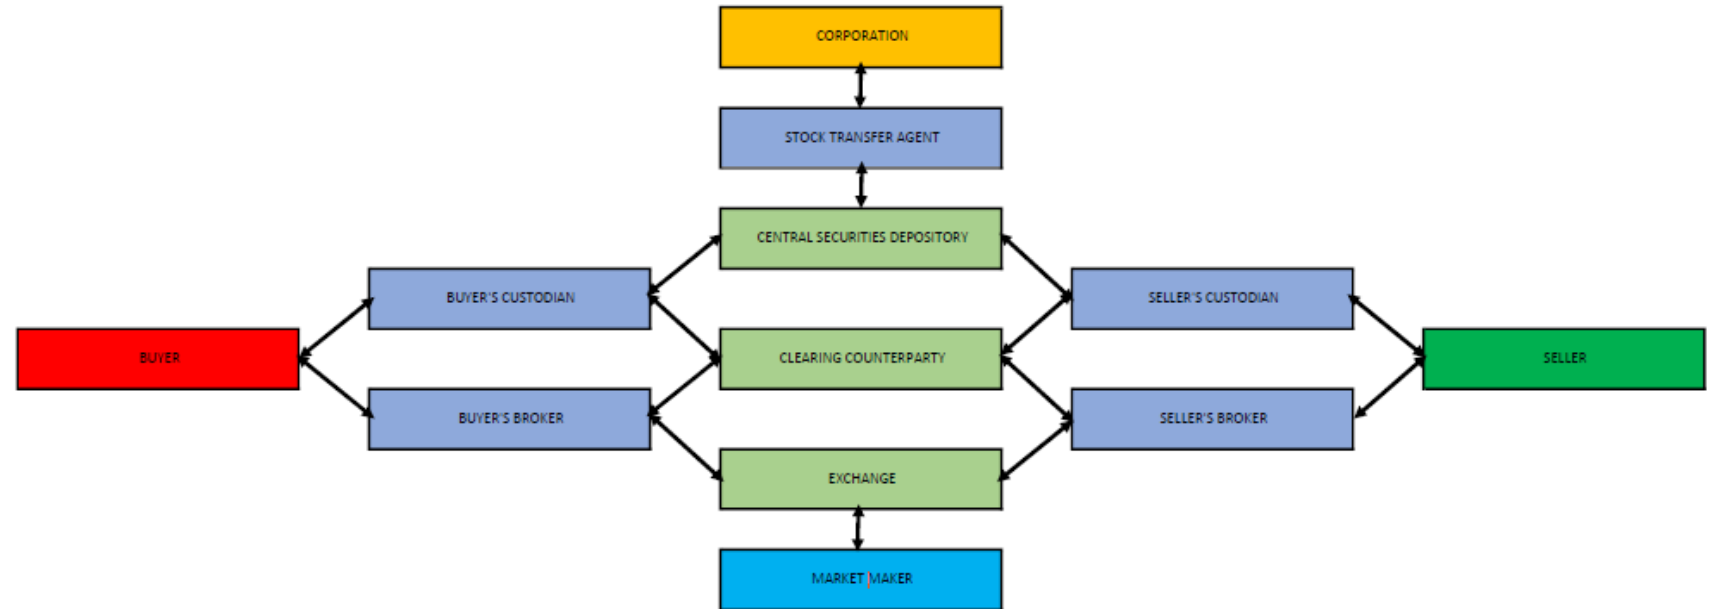 CORPORATION
STOCK TRANSFER AGENT
CENTRAL SECURITIES DEPOSITORY
BUYER'S CUSTODIAN
SELLER'S CUSTODIAN
BUYER
CLEARING COUNTERPARTY
SELLER
BUYER'S BROKER
SELLER'S BROKER
EXCHANGE
MARKET MAKER